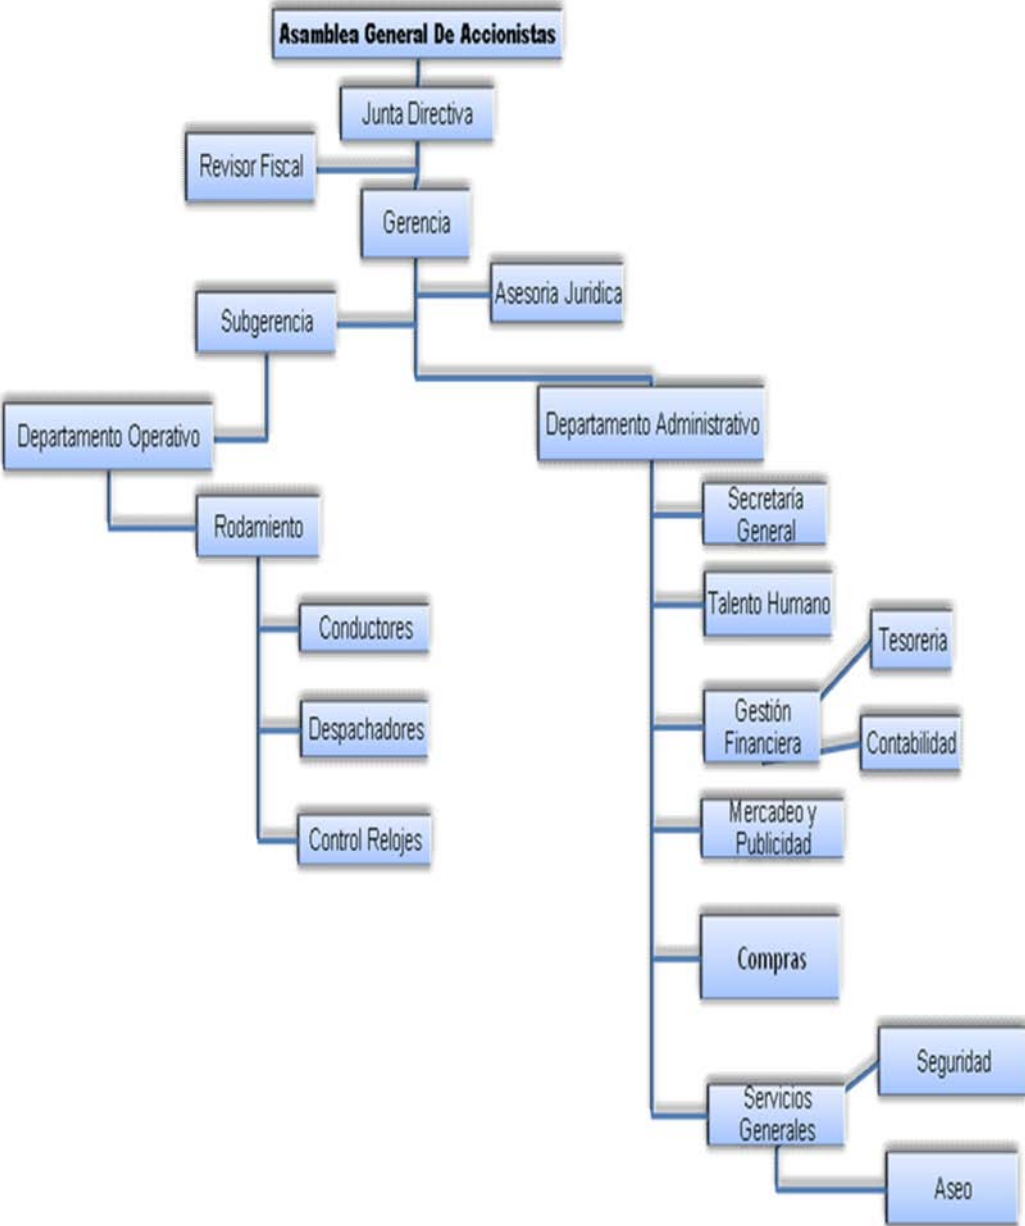 Asamblea General De Accionistas
Junta Directiva
Revisor Fiscal
Gerencia
Asesoria Juridica
Subgerencia
Departamento Operativo
Departamento Administrativo
Rodamiento
Secretaría
General
Conductores
Talento Humano
Tesoreria
Despachadores
Gestión
Financiera
Contabilidad
Control Relojes
Mercadeo y
Publicidad
Compras
Seguridad
Servicios
Generales
Aseo